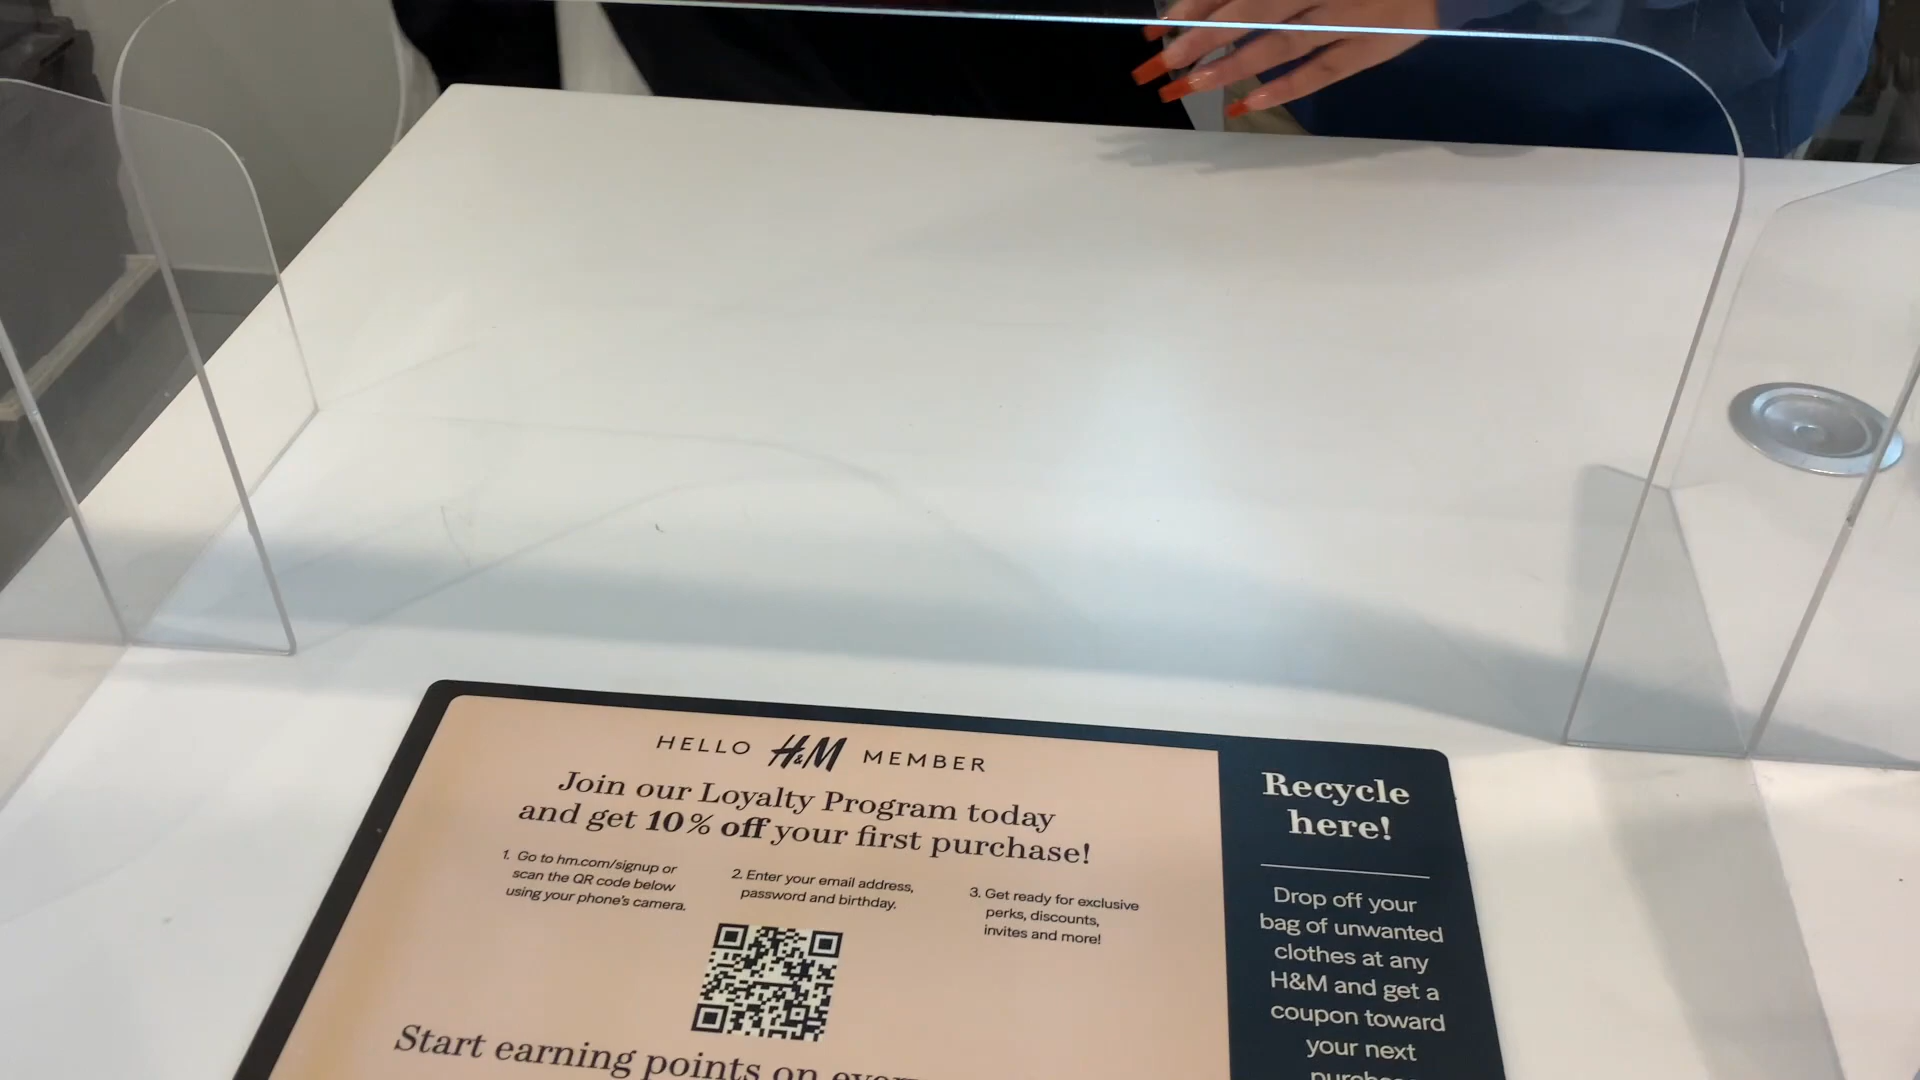 HELLO H&M MEMBER
Join our Loyalty Program today
and get 10% off your first purchase!
1. Go to hm.com/signup or
scan the QR code below
using your phone's camera.
2. Enter your email address,
password and birthday.
3. Get ready for exclusive
perks, discounts,
invites and more!
Start earning points on every
Recycle
here!
Drop off your
bag of unwanted
clothes at any
H&M and get a
coupon toward
your next